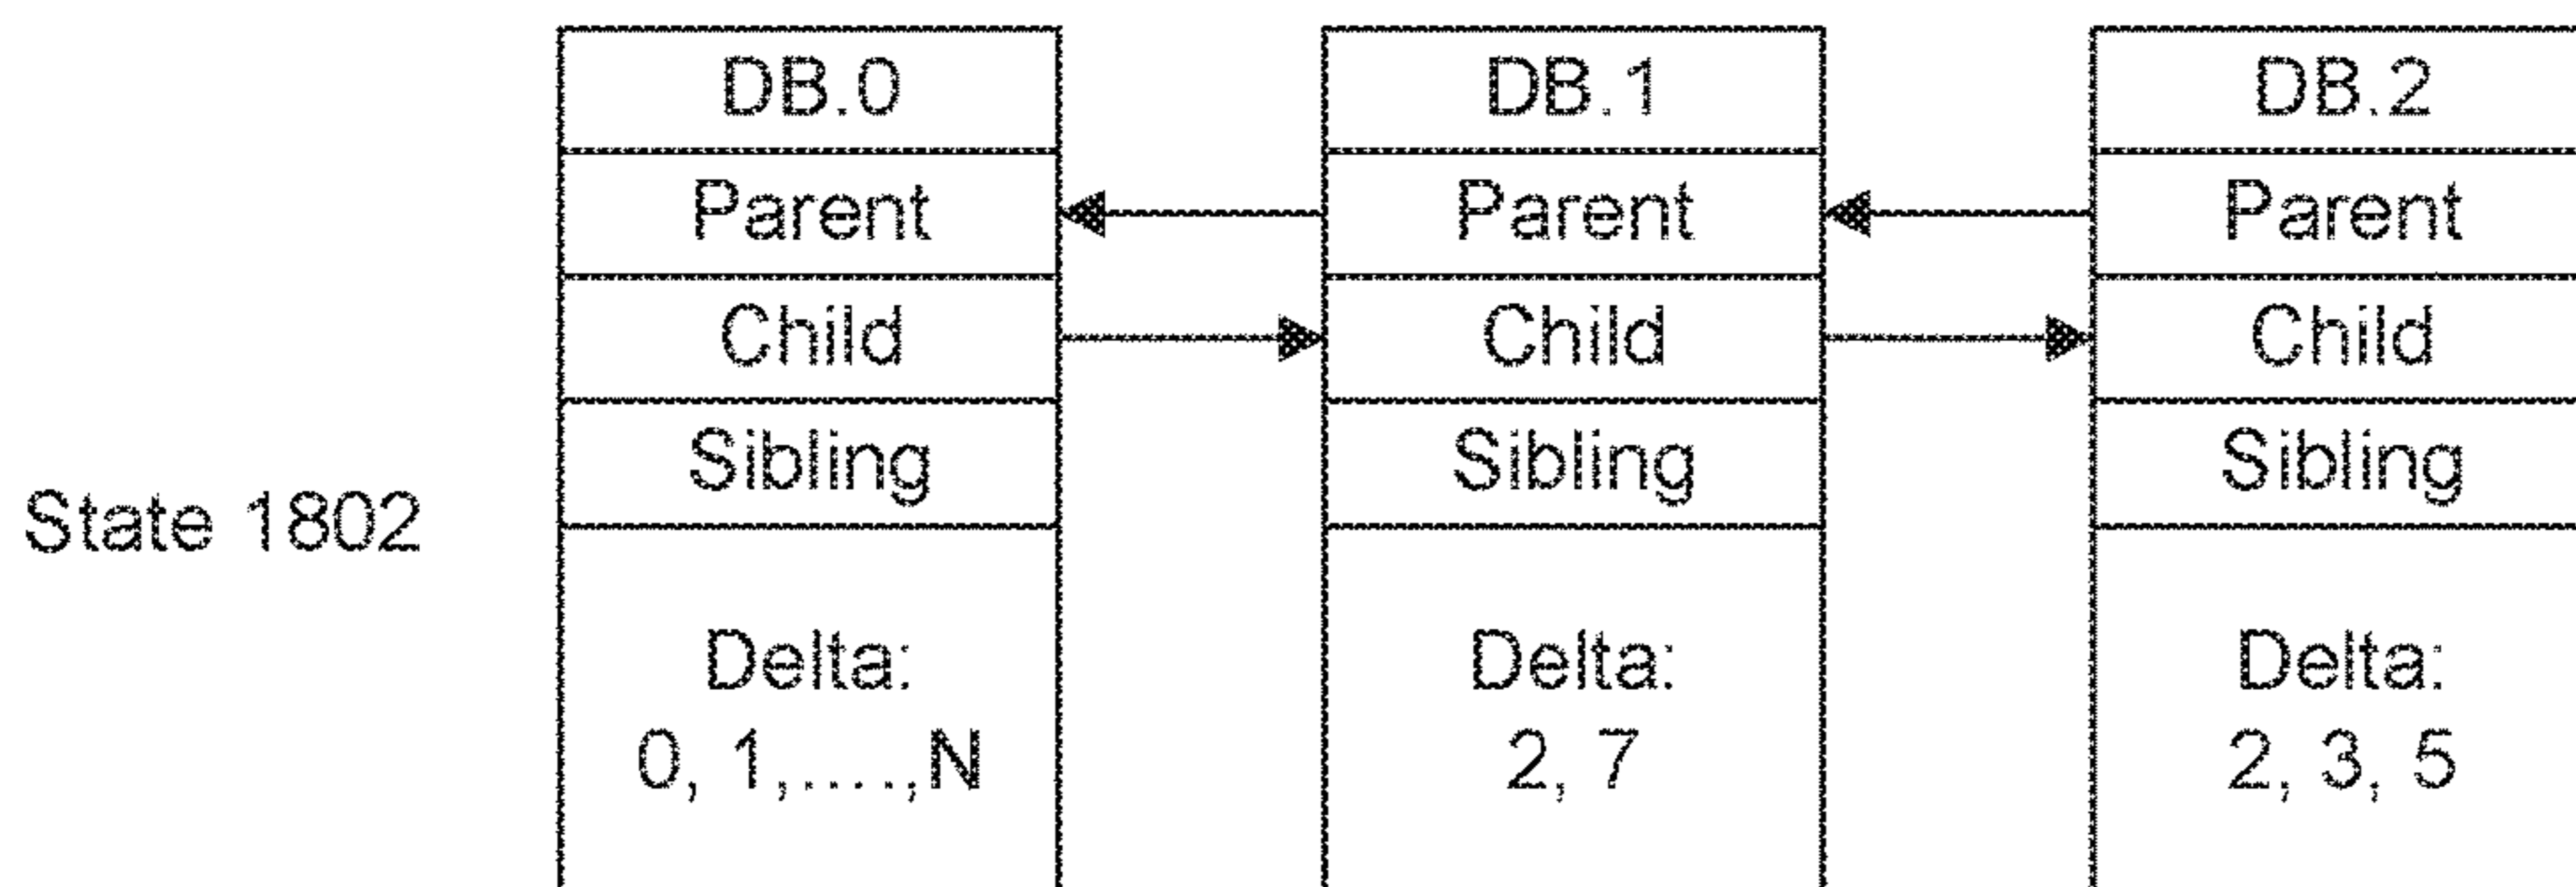 DB.0 DB.1 DB.2
Parent Parent Parent
Child Child Child
Sibling Sibling Sibling
State 1802
Delta: Delta: Delta:
0, 1,....,N 2, 7 2, 3, 5